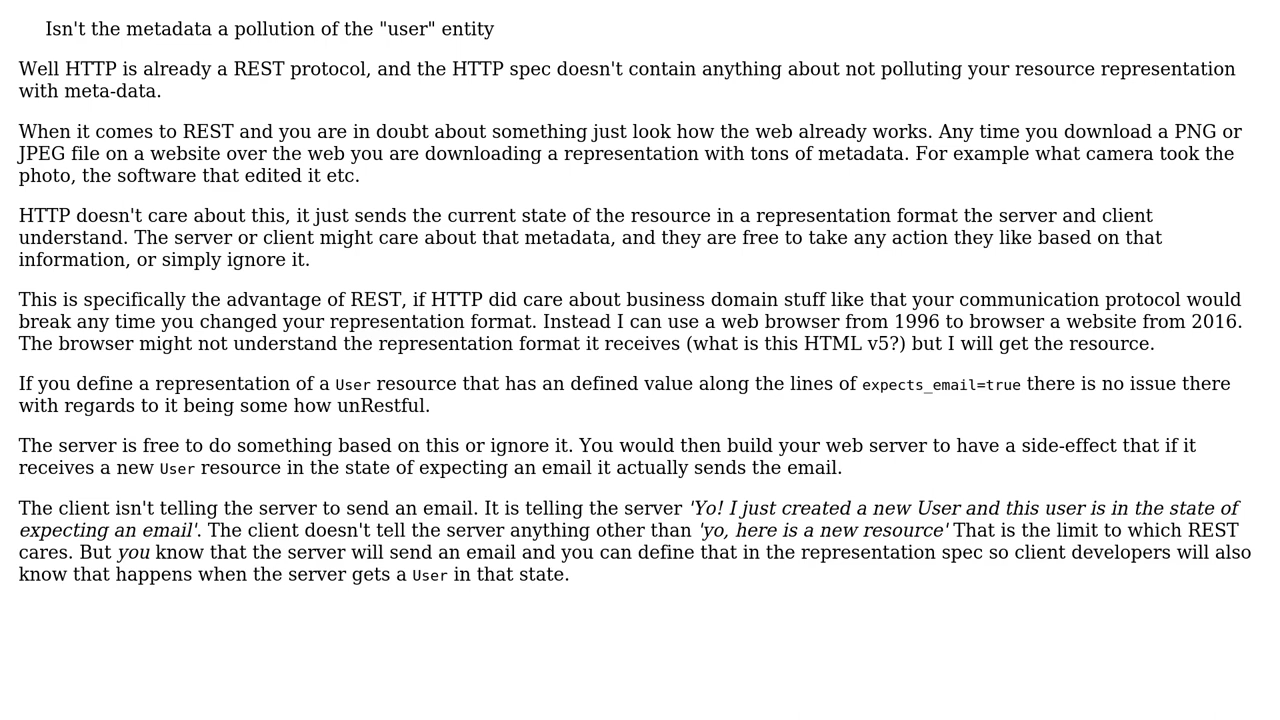 Isn't the metadata a pollution of the "user" entity
Well HTTP is already a REST protocol, and the HTTP spec doesn't contain anything about not polluting your resource representation
with meta-data.
When it comes to REST and you are in doubt about something just look how the web already works. Any time you download a PNG or
JPEG file on a website over the web you are downloading a representation with tons of metadata. For example what camera took the
photo, the software that edited it etc.
HTTP doesn't care about this, it just sends the current state of the resource in a representation format the server and client
understand. The server or client might care about that metadata, and they are free to take any action they like based on that
information, or simply ignore it.
This is specifically the advantage of REST, if HTTP did care about business domain stuff like that your communication protocol would
break any time you changed your representation format. Instead I can use a web browser from 1996 to browser a website from 2016.
The browser might not understand the representation format it receives (what is this HTML v5?) but I will get the resource.
If you define a representation of a User resource that has an defined value along the lines of expects_email=true there is no issue there
with regards to it being some how unRestful.
The server is free to do something based on this or ignore it. You would then build your web server to have a side-effect that if it
receives a new User resource in the state of expecting an email it actually sends the email.
The client isn't telling the server to send an email. It is telling the server 'Yo! I just created a new User and this user is in the state of
expecting an email'. The client doesn't tell the server anything other than 'yo, here is a new resource' That is the limit to which REST
cares. But you know that the server will send an email and you can define that in the representation spec so client developers will also
know that happens when the server gets a User in that state.